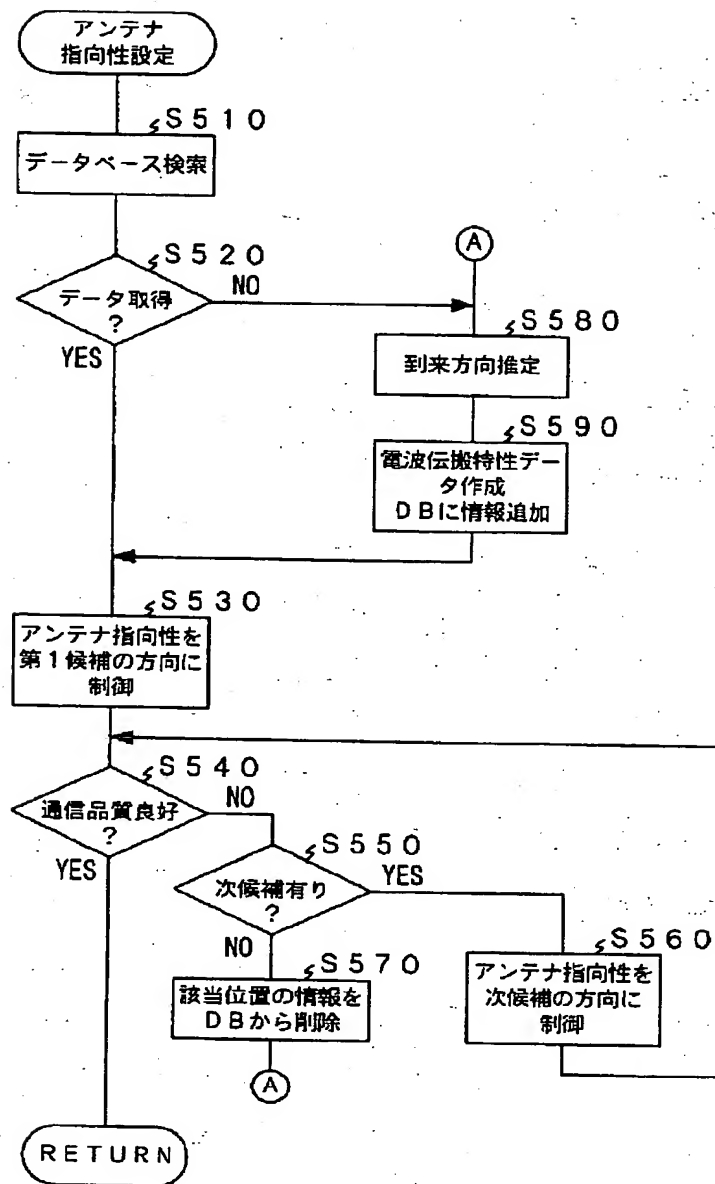 アンテナ
指向性設定
S510
データベース検索
S520
データ取得
?
NO
YES
A
S580
到来方向推定
S590
電波伝搬特性デー
タ作成
DBに情報追加
S530
アンテナ指向性を
第1候補の方向に
制御
S540
通信品質良好
?
NO
YES
S550
次候補有り
?
YES
NO
S560
アンテナ指向性を
次候補の方向に
制御
S570
該当位置の情報を
DBから削除
A
RETURN